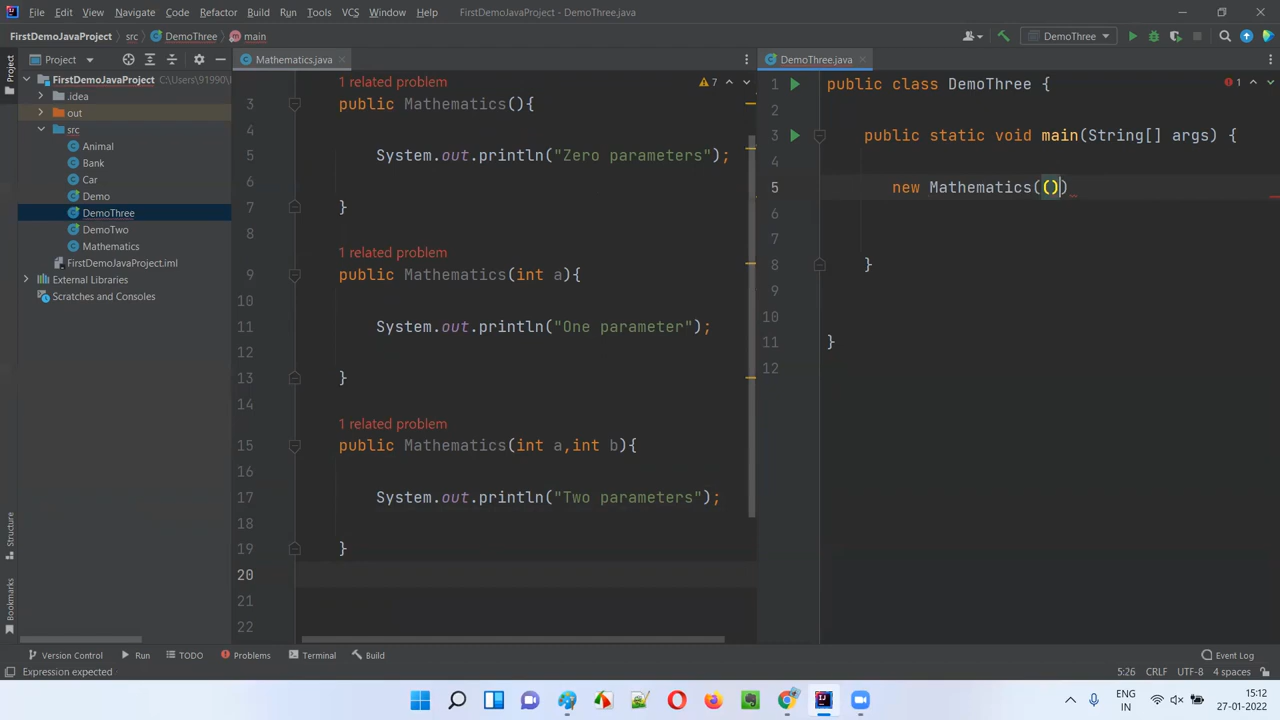 File Edit View Navigate Code Refactor Build Run Tools VCS Window Help FirstDemoJavaProject - DemoThree.java
FirstDemoJavaProject src DemoThree main DemoThree
Project
Project
Mathematics.java
DemoThree.java
FirstDemoJavaProject C:\Users\91990\
.idea
out
src
Animal
Bank
Car
Demo
DemoThree
DemoTwo
Mathematics
FirstDemoJavaProject.iml
External Libraries
Scratches and Consoles
Structure
Bookmarks
7
1 related problem
3 public Mathematics(){
4
5 System.out.println("Zero parameters");
6
7 }
8
1 related problem
9 public Mathematics(int a){
10
11 System.out.println("One parameter");
12
13 }
14
1 related problem
15 public Mathematics(int a,int b){
16
17 System.out.println("Two parameters");
18
19 }
20
21
22
1
1 public class DemoThree {
2
3 public static void main(String[] args) {
4
5 new Mathematics(())
6
7
8 }
9
10
11 }
12
Version Control Run TODO Problems Terminal Build Event Log
Expression expected 5:26 CRLF UTF-8 4 spaces
ENG
IN
15:12
27-01-2022